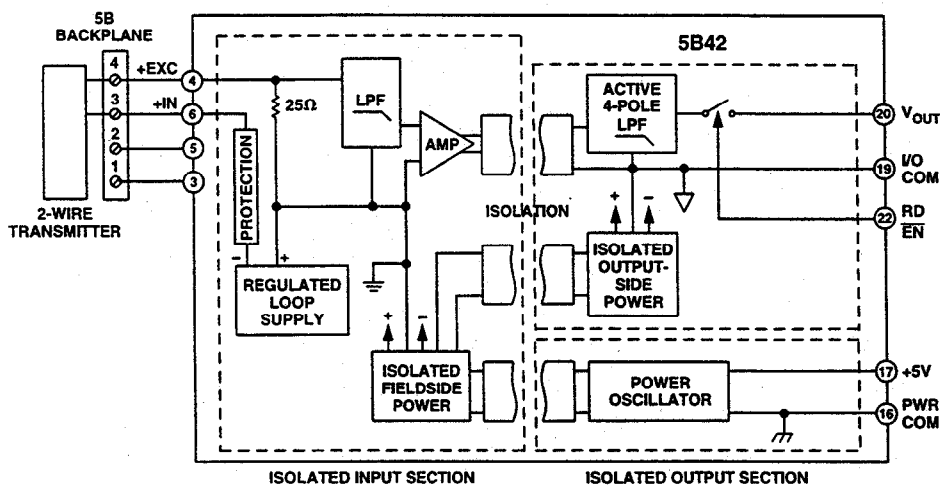 5B
BACKPLANE
5B42
4
+EXC
4
3
+IN
6
2
5
1
3
2-WIRE
TRANSMITTER
25Ω
LPF
AMP
PROTECTION
−
+
REGULATED
LOOP
SUPPLY
+
−
ISOLATED
FIELDSIDE
POWER
ISOLATION
ACTIVE
4-POLE
LPF
+
−
ISOLATED
OUTPUT-
SIDE
POWER
POWER
OSCILLATOR
20 VOUT
19 I/O
COM
22 RD
EN
17 +5V
16 PWR
COM
ISOLATED INPUT SECTION
ISOLATED OUTPUT SECTION